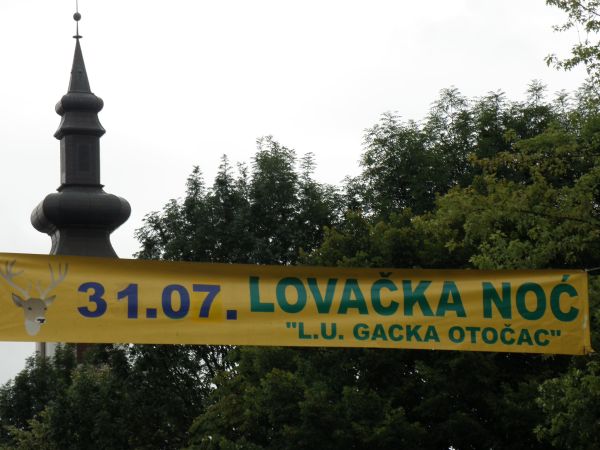 31.07. LOVAČKA NOĆ
"L.U. GACKA OTOČAC"